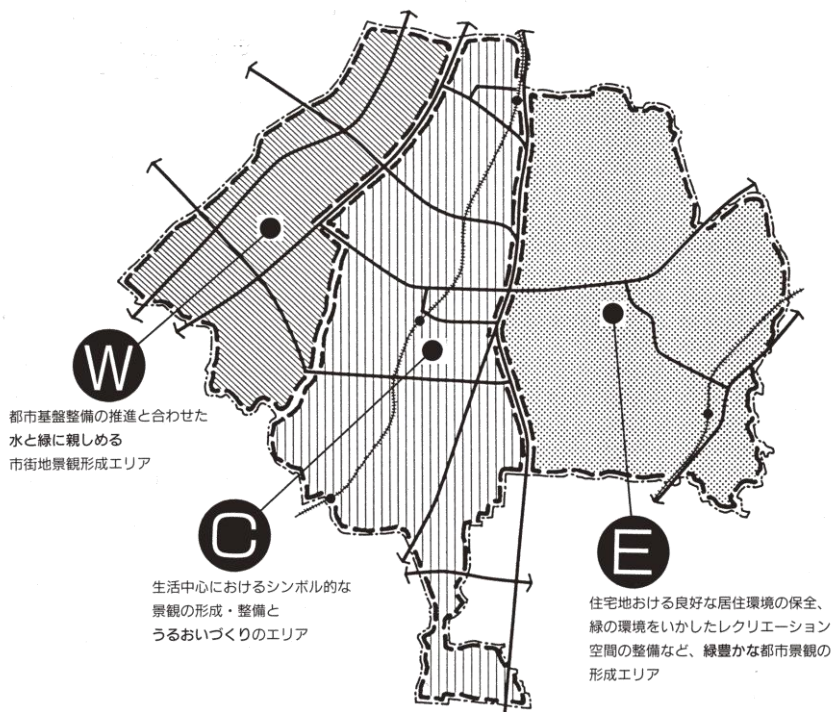 W
都市基盤整備の推進と合わせた
水と緑に親しめる
市街地景観形成エリア
C
生活中心におけるシンボル的な
景観の形成・整備と
うるおいづくりのエリア
E
住宅地おける良好な居住環境の保全、
緑の環境をいかしたレクリエーション
空間の整備など、緑豊かな都市景観の
形成エリア